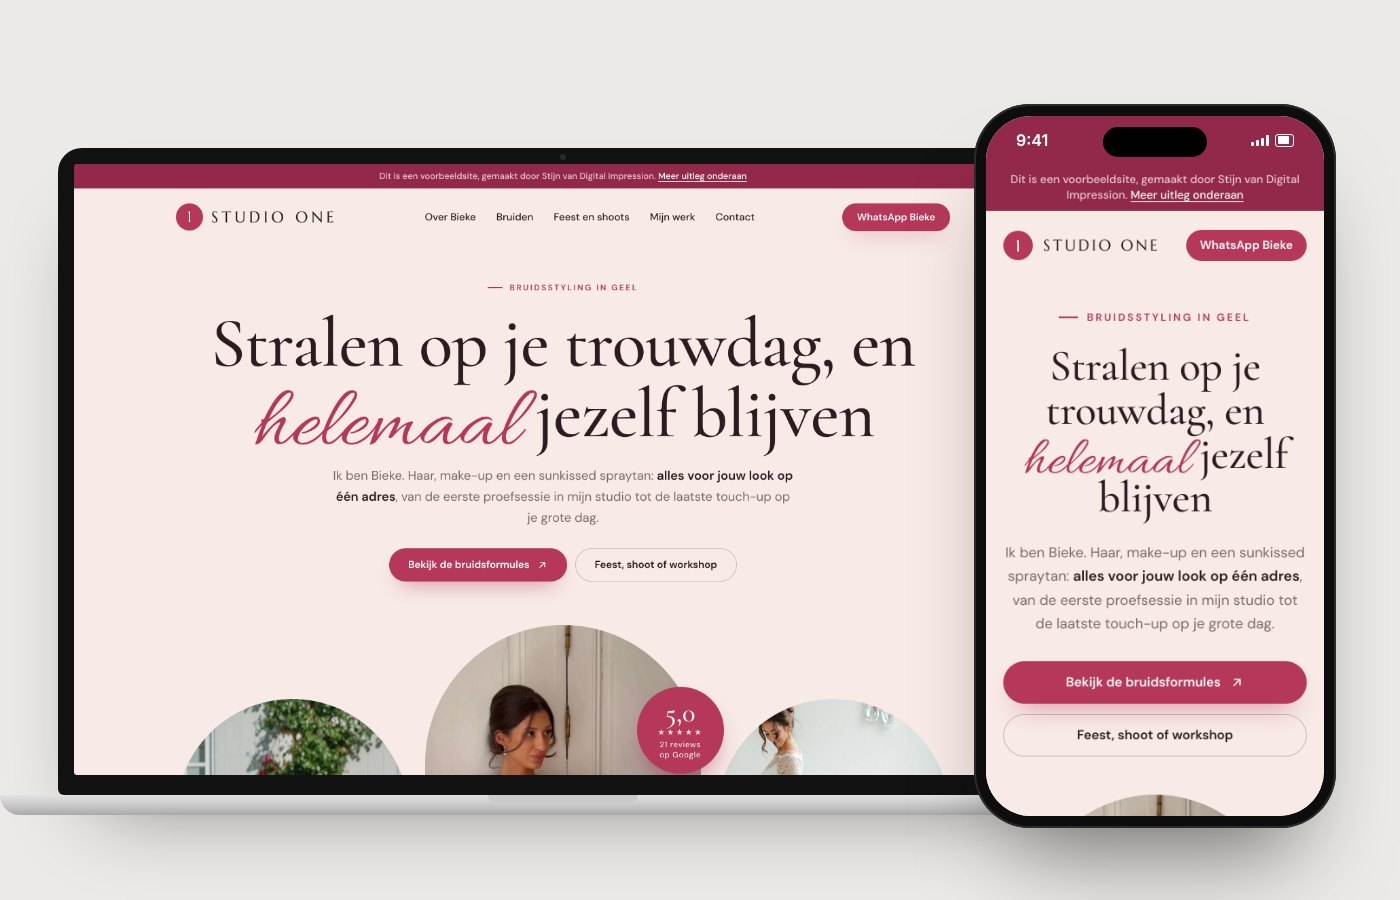 Dit is een voorbeeldsite, gemaakt door Stijn van Digital Impression. Meer uitleg onderaan
1 STUDIO ONE
Over Bieke Bruiden Feest en shoots Mijn werk Contact
WhatsApp Bieke
BRUIDSSTYLING IN GEEL
Stralen op je trouwdag, en
helemaal jezelf blijven
Ik ben Bieke. Haar, make-up en een sunkissed spraytan: alles voor jouw look op
één adres, van de eerste proefsessie in mijn studio tot de laatste touch-up op
je grote dag.
Bekijk de bruidsformules ↗
Feest, shoot of workshop
5,0
★★★★★
21 reviews
op Google
9:41
Dit is een voorbeeldsite, gemaakt door Stijn van Digital
Impression. Meer uitleg onderaan
1 STUDIO ONE
WhatsApp Bieke
BRUIDSSTYLING IN GEEL
Stralen op je
trouwdag, en
helemaal jezelf
blijven
Ik ben Bieke. Haar, make-up en een sunkissed
spraytan: alles voor jouw look op één adres,
van de eerste proefsessie in mijn studio tot
de laatste touch-up op je grote dag.
Bekijk de bruidsformules ↗
Feest, shoot of workshop